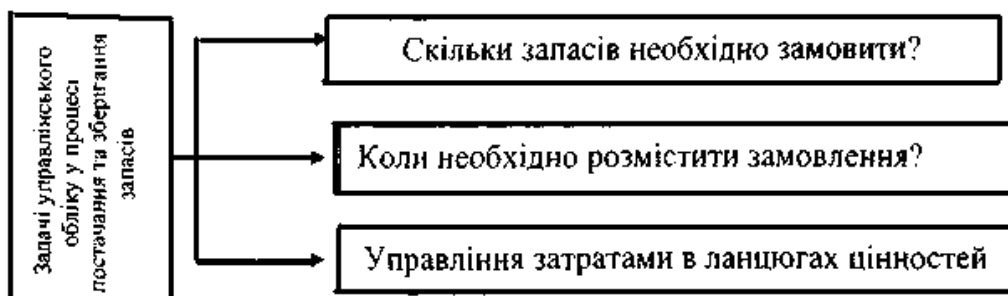 Задачі управлінського
обліку у процесі
постачання та зберігання
запасів
Скільки запасів необхідно замовити?
Коли необхідно розмістити замовлення?
Управління затратами в ланцюгах цінностей